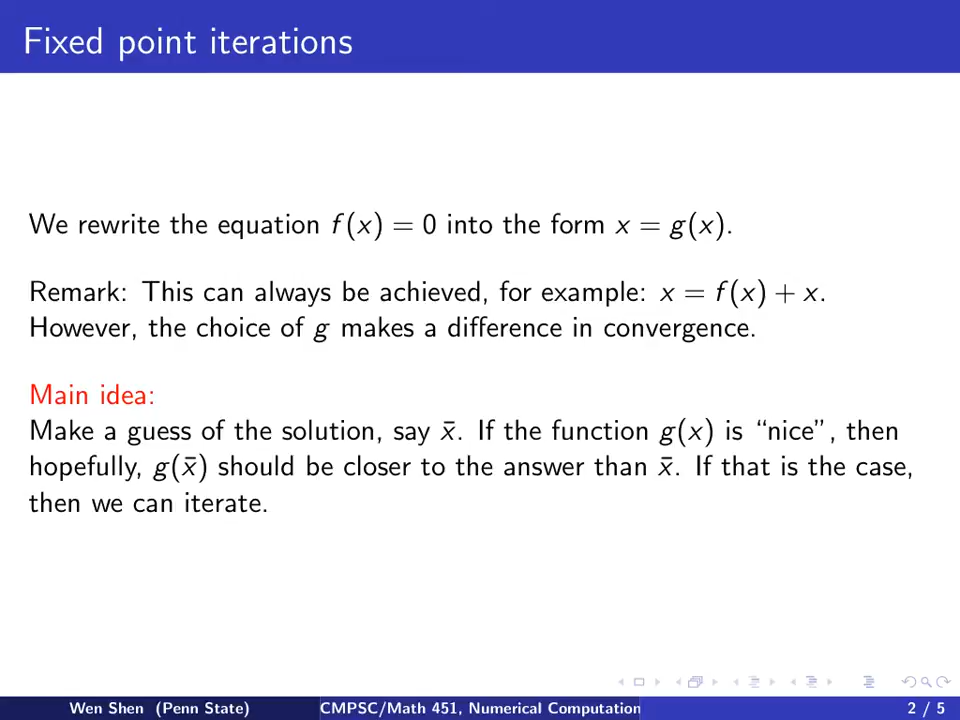 Fixed point iterations
We rewrite the equation f(x) = 0 into the form x = g(x).
Remark: This can always be achieved, for example: x = f(x) + x.
However, the choice of g makes a difference in convergence.
Main idea:
Make a guess of the solution, say x̄. If the function g(x) is “nice”, then
hopefully, g(x̄) should be closer to the answer than x̄. If that is the case,
then we can iterate.
Wen Shen (Penn State) CMPSC/Math 451, Numerical Computation 2 / 5